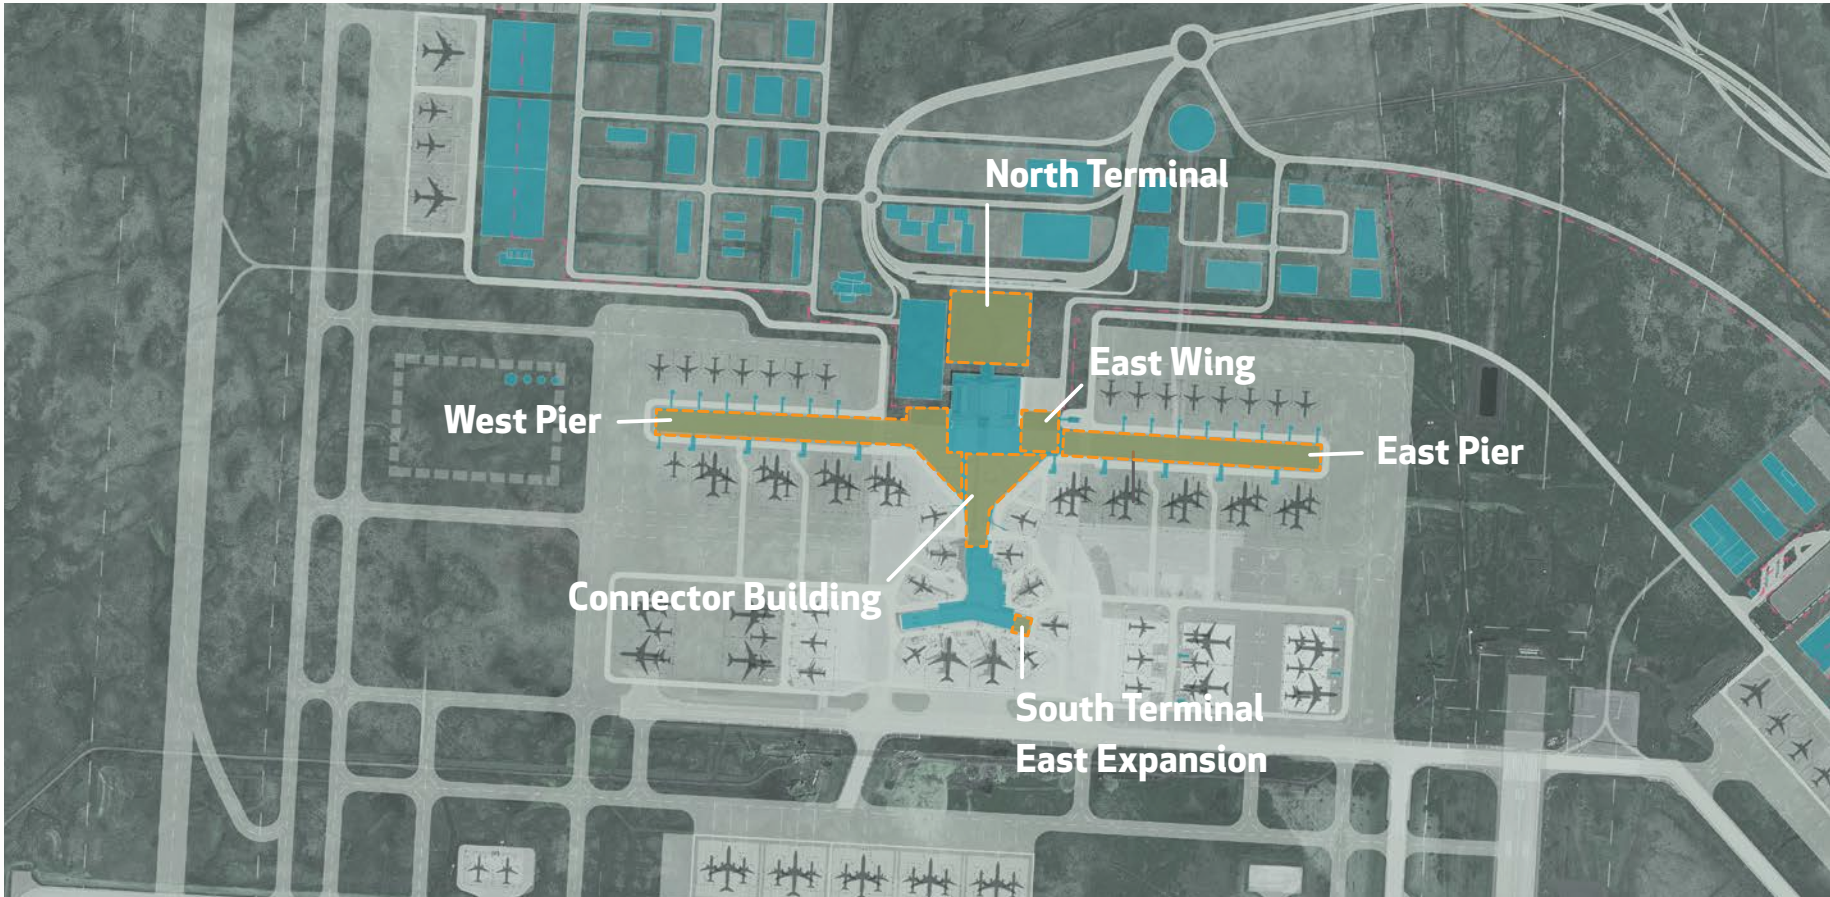 North Terminal
East Wing
West Pier
East Pier
Connector Building
South Terminal
East Expansion